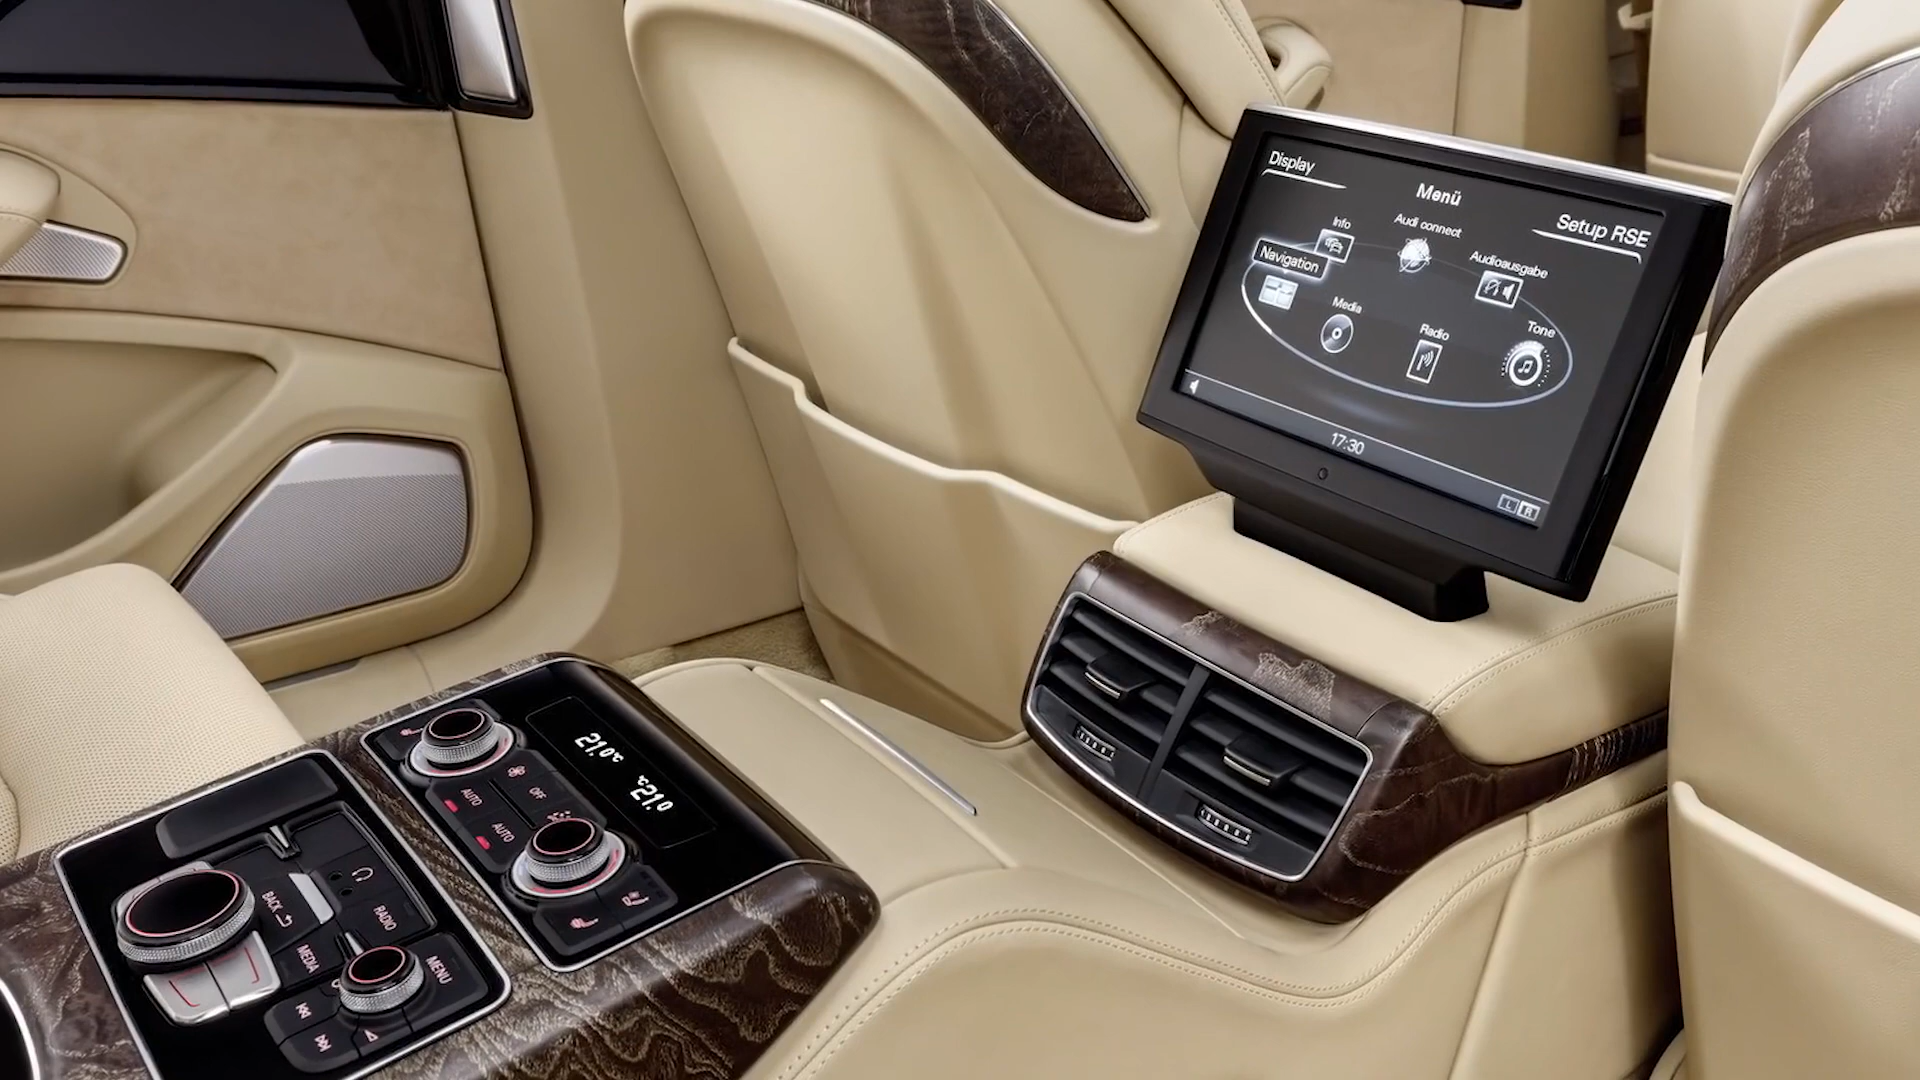 Display
Menü
Setup RSE
Info
Audi connect
Navigation
Audioausgabe
Media
Radio
Tone
17:30
L R
21.0°C
°C21.0
AUTO
OFF
AUTO
BACK
RADIO
MEDIA
MENU